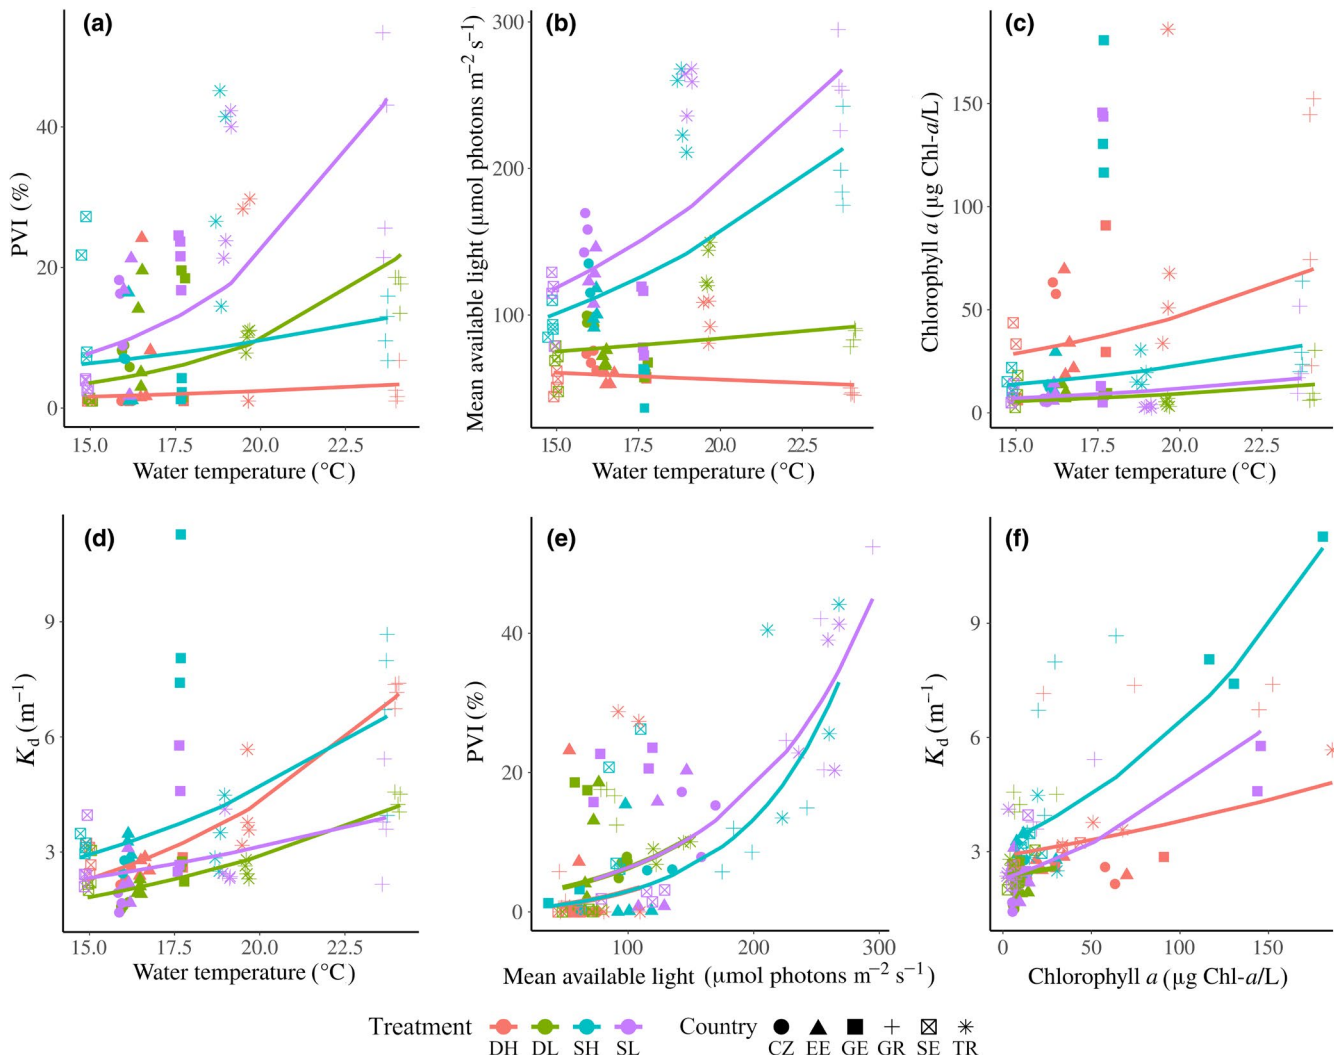 (a)
PVI (%)
40
20
0
15.0 17.5 20.0 22.5
Water temperature (°C)
(b)
Mean available light (μmol photons m⁻² s⁻¹)
300
200
100
15.0 17.5 20.0 22.5
Water temperature (°C)
(c)
Chlorophyll a (μg Chl-a/L)
150
100
50
0
15.0 17.5 20.0 22.5
Water temperature (°C)
(d)
Kd (m⁻¹)
9
6
3
15.0 17.5 20.0 22.5
Water temperature (°C)
(e)
PVI (%)
40
20
0
100 200 300
Mean available light (μmol photons m⁻² s⁻¹)
(f)
Kd (m⁻¹)
9
6
3
0 50 100 150
Chlorophyll a (μg Chl-a/L)
Treatment DH DL SH SL Country CZ EE GE GR SE TR